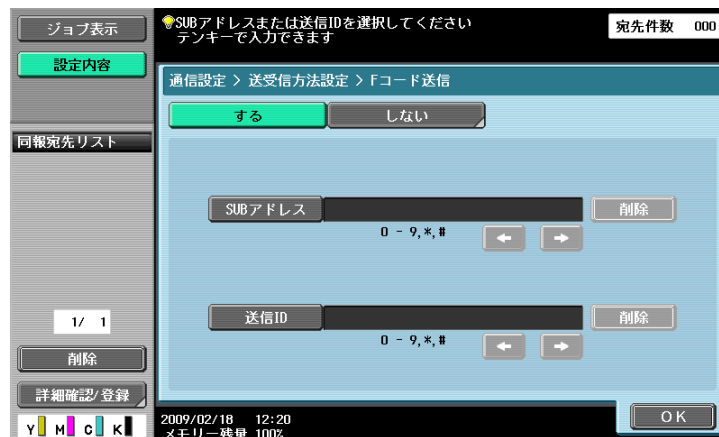 ジョブ表示
設定内容
同報宛先リスト
1/ 1
削除
詳細確認/登録
Y M C K
SUBアドレスまたは送信IDを選択してください
テンキーで入力できます
宛先件数 000
通信設定 > 送受信方法設定 > Fコード送信
する しない
SUBアドレス 削除
0 - 9,*,#
← →
送信ID 削除
0 - 9,*,#
← →
2009/02/18 12:20
メモリー残量 100%
OK